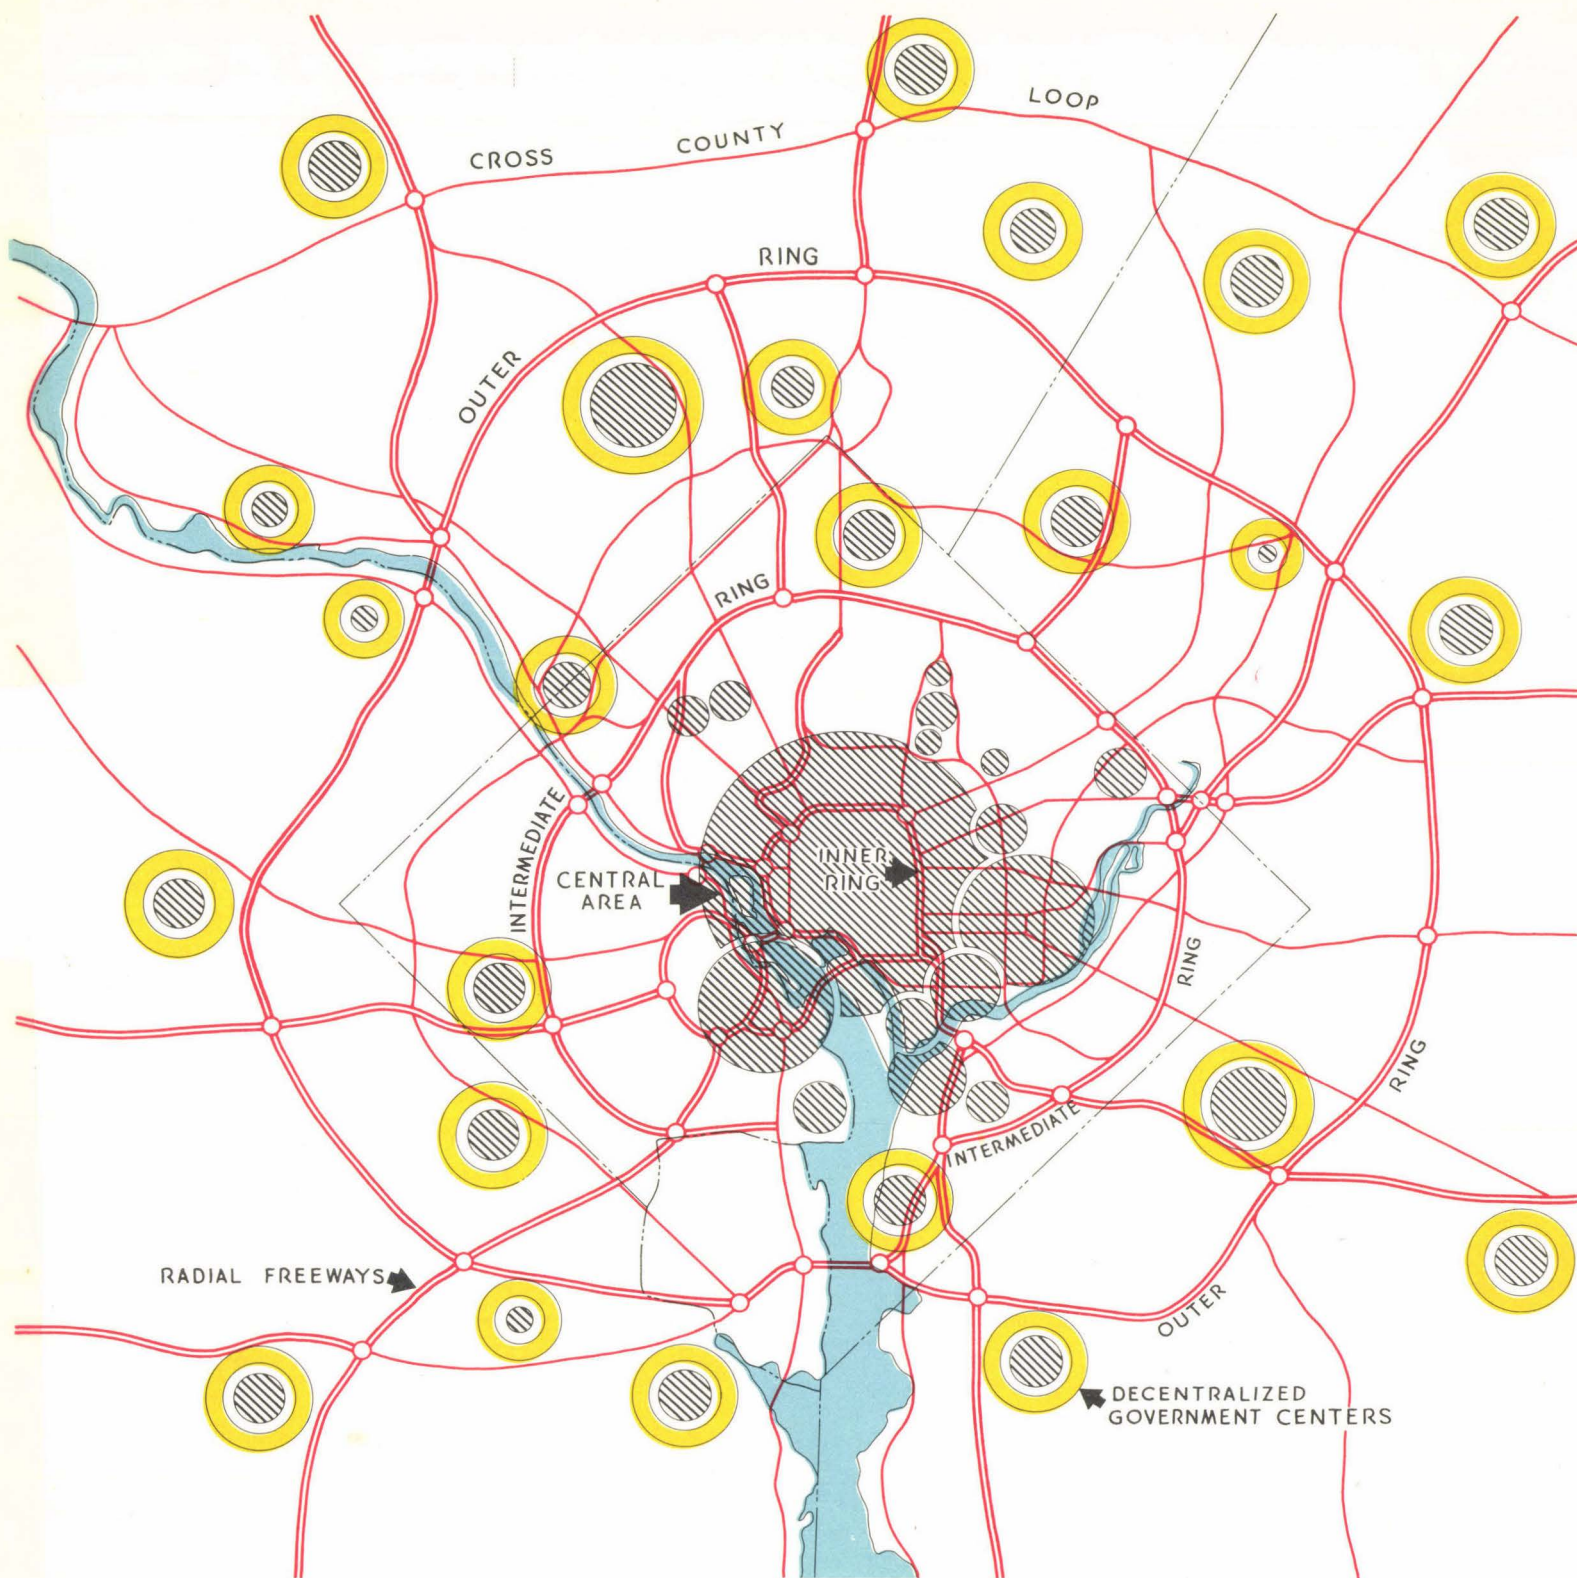 CROSS COUNTY LOOP
OUTER RING
INTERMEDIATE RING
CENTRAL
AREA
INNER
RING
RING
RING
INTERMEDIATE
OUTER
RADIAL FREEWAYS
DECENTRALIZED
GOVERNMENT CENTERS